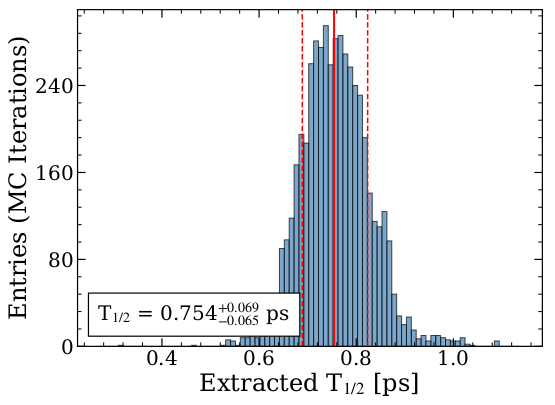 Entries (MC Iterations)
240
160
80
0
T1/2 = 0.754+0.069−0.065 ps
0.4 0.6 0.8 1.0
Extracted T1/2 [ps]